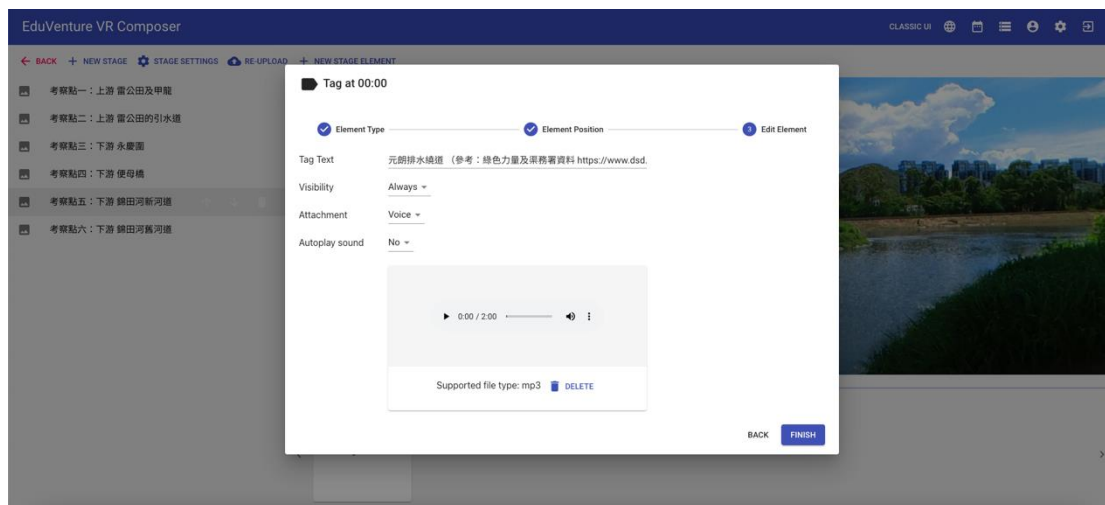 EduVenture VR Composer
CLASSIC UI
BACK NEW STAGE STAGE SETTINGS RE-UPLOAD NEW STAGE ELEMENT
考察點一：上游 雷公田及甲龍
考察點二：上游 雷公田的引水道
考察點三：下游 永慶圍
考察點四：下游 便母橋
考察點五：下游 錦田河新河道
考察點六：下游 錦田河舊河道
Tag at 00:00
Element Type
Element Position
3 Edit Element
Tag Text 元朗排水繞道 （參考：綠色力量及渠務署資料 https://www.dsd.
Visibility Always
Attachment Voice
Autoplay sound No
0:00 / 2:00
Supported file type: mp3 DELETE
BACK FINISH